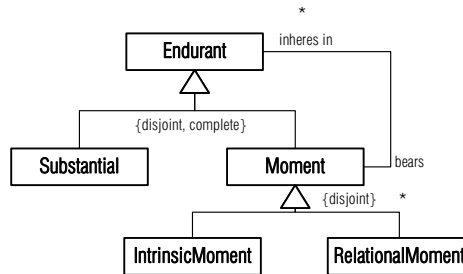 *
Endurant
inheres in
{disjoint, complete}
Substantial
Moment
bears
{disjoint}
*
IntrinsicMoment
RelationalMoment